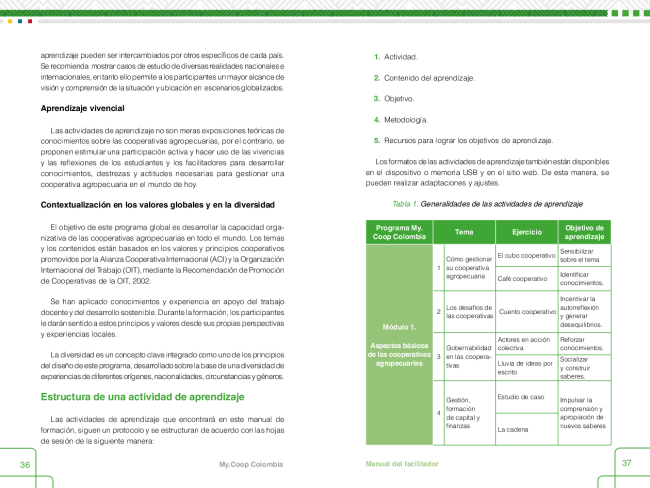 aprendizaje pueden ser intercambiados por otros específicos de cada país.
Se recomienda mostrar casos de estudio de diversas realidades nacionales e
internacionales, en tanto ello permite a los participantes un mayor alcance de
visión y comprensión de la situación y ubicación en escenarios globalizados.
Aprendizaje vivencial
Las actividades de aprendizaje no son meras exposiciones teóricas de
conocimientos sobre las cooperativas agropecuarias, por el contrario, se
proponen estimular una participación activa y hacer uso de las vivencias
y las reflexiones de los estudiantes y los facilitadores para desarrollar
conocimientos, destrezas y actitudes necesarias para gestionar una
cooperativa agropecuaria en el mundo de hoy.
Contextualización en los valores globales y en la diversidad
El objetivo de este programa global es desarrollar la capacidad orga-
nizativa de las cooperativas agropecuarias en todo el mundo. Los temas
y los contenidos están basados en los valores y principios cooperativos
promovidos por la Alianza Cooperativa Internacional (ACI) y la Organización
Internacional del Trabajo (OIT), mediante la Recomendación de Promoción
de Cooperativas de la OIT, 2002.
Se han aplicado conocimientos y experiencia en apoyo del trabajo
docente y del desarrollo sostenible. Durante la formación, los participantes
le darán sentido a estos principios y valores desde sus propias perspectivas
y experiencias locales.
La diversidad es un concepto clave integrado como uno de los principios
del diseño de este programa, desarrollado sobre la base de una diversidad de
experiencias de diferentes orígenes, nacionalidades, circunstancias y géneros.
Estructura de una actividad de aprendizaje
Las actividades de aprendizaje que encontrará en este manual de
formación, siguen un protocolo y se estructuran de acuerdo con las hojas
de sesión de la siguiente manera:
36
My.Coop Colombia
1. Actividad.
2. Contenido del aprendizaje.
3. Objetivo.
4. Metodología.
5. Recursos para lograr los objetivos de aprendizaje.
Los formatos de las actividades de aprendizaje también están disponibles
en el dispositivo o memoria USB y en el sitio web. De esta manera, se
pueden realizar adaptaciones y ajustes.
Tabla 1. Generalidades de las actividades de aprendizaje
Programa My.
Coop Colombia
Tema
Ejercicio
Objetivo de
aprendizaje
Módulo 1.
Aspectos básicos
de las cooperativas
agropecuarias
1
Cómo gestionar
su cooperativa
agropecuaria
El cubo cooperativo
Sensibilizar
sobre el tema
Café cooperativo
Identificar
conocimientos.
2
Los desafíos de
las cooperativas
Cuento cooperativo
Incentivar la
autorreflexión
y generar
desequilibrios.
3
Gobernabilidad
en las coopera-
tivas
Actores en acción
colectiva
Reforzar
conocimientos.
Lluvia de ideas por
escrito
Socializar
y construir
saberes.
4
Gestión,
formación
de capital y
finanzas
Estudio de caso
La cadena
Impulsar la
comprensión y
apropiación de
nuevos saberes
Manual del facilitador
37